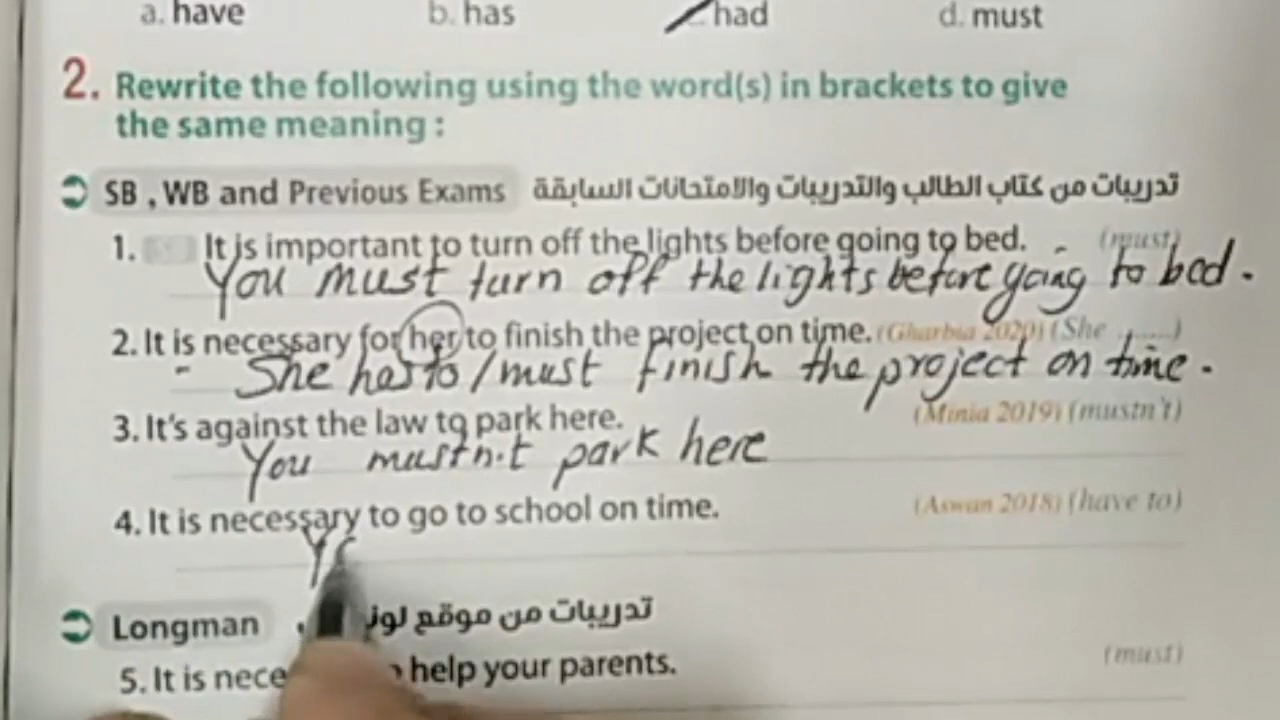 a. have b. has had d. must
2. Rewrite the following using the word(s) in brackets to give
the same meaning :
SB , WB and Previous Exams تدريبات من كتاب الطالب والتدريبات والامتحانات السابقة
1. It is important to turn off the lights before going to bed. (must)
You must turn off the lights before going to bed.
2. It is necessary for her to finish the project on time. (Gharbia 2020) (She ......)
She has to / must finish the project on time.
3. It's against the law to park here. (Minia 2019) (mustn't)
You mustn't park here
4. It is necessary to go to school on time. (Aswan 2018) (have to)
Yo
Longman تدريبات من موقع
5. It is help your parents. (must)